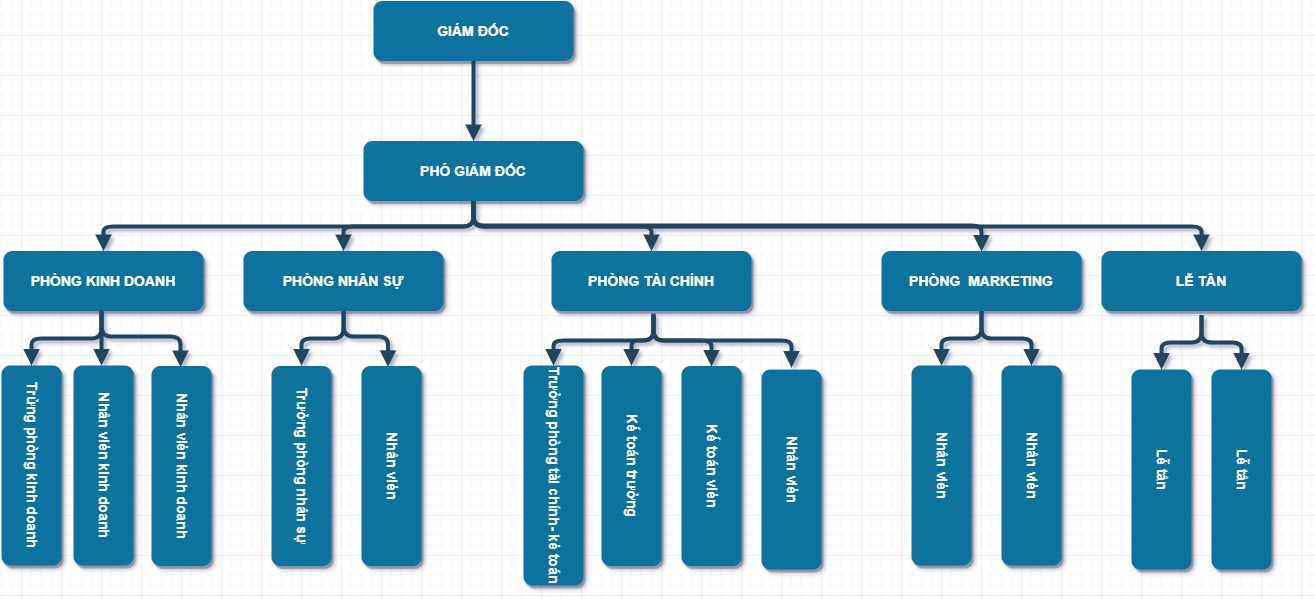 GIÁM ĐỐC
PHÓ GIÁM ĐỐC
PHÒNG KINH DOANH
PHÒNG NHÂN SỰ
PHÒNG TÀI CHÍNH
PHÒNG MARKETING
LỄ TÂN
Trửng phòng kinh doanh
Nhân viên kinh doanh
Nhân viên kinh doanh
Trưởng phòng nhân sự
Nhân viên
Trưởng phòng tài chính- kế toán
Kế toán trưởng
Kế toán viên
Nhân viên
Nhân viên
Nhân viên
Lễ tân
Lễ tân